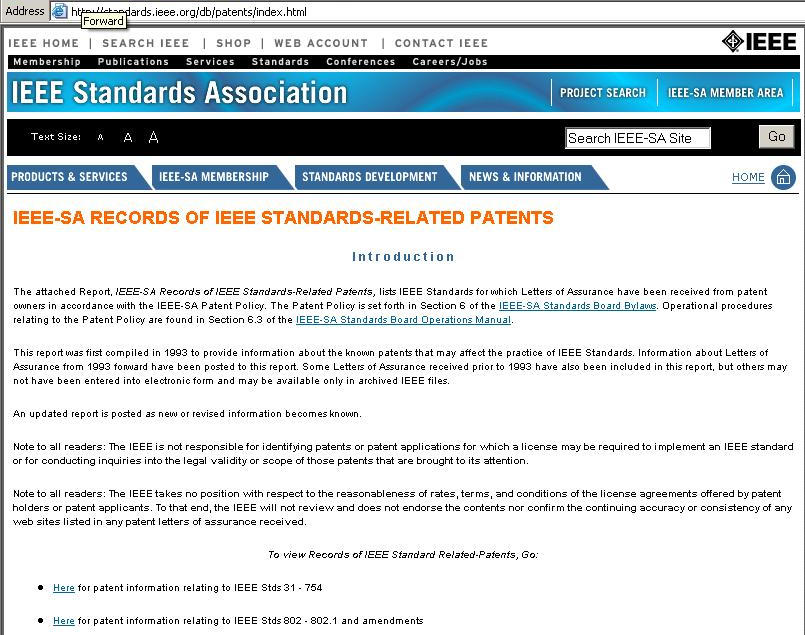 Address http://standards.ieee.org/db/patents/index.html
Forward
IEEE HOME | SEARCH IEEE | SHOP | WEB ACCOUNT | CONTACT IEEE
IEEE
Membership Publications Services Standards Conferences Careers/Jobs
IEEE Standards Association
PROJECT SEARCH IEEE-SA MEMBER AREA
Text Size: A A A
Search IEEE-SA Site Go
PRODUCTS & SERVICES IEEE-SA MEMBERSHIP STANDARDS DEVELOPMENT NEWS & INFORMATION HOME
IEEE-SA RECORDS OF IEEE STANDARDS-RELATED PATENTS
Introduction
The attached Report, IEEE-SA Records of IEEE Standards-Related Patents, lists IEEE Standards for which Letters of Assurance have been received from patent
owners in accordance with the IEEE-SA Patent Policy. The Patent Policy is set forth in Section 6 of the IEEE-SA Standards Board Bylaws. Operational procedures
relating to the Patent Policy are found in Section 6.3 of the IEEE-SA Standards Board Operations Manual.
This report was first compiled in 1993 to provide information about the known patents that may affect the practice of IEEE Standards. Information about Letters of
Assurance from 1993 forward have been posted to this report. Some Letters of Assurance received prior to 1993 have also been included in this report, but others may
not have been entered into electronic form and may be available only in archived IEEE files.
An updated report is posted as new or revised information becomes known.
Note to all readers: The IEEE is not responsible for identifying patents or patent applications for which a license may be required to implement an IEEE standard
or for conducting inquiries into the legal validity or scope of those patents that are brought to its attention.
Note to all readers: The IEEE takes no position with respect to the reasonableness of rates, terms, and conditions of the license agreements offered by patent
holders or patent applicants. To that end, the IEEE will not review and does not endorse the contents nor confirm the continuing accuracy or consistency of any
web sites listed in any patent letters of assurance received.
To view Records of IEEE Standard Related-Patents, Go:
• Here for patent information relating to IEEE Stds 31 - 754
• Here for patent information relating to IEEE Stds 802 - 802.1 and amendments